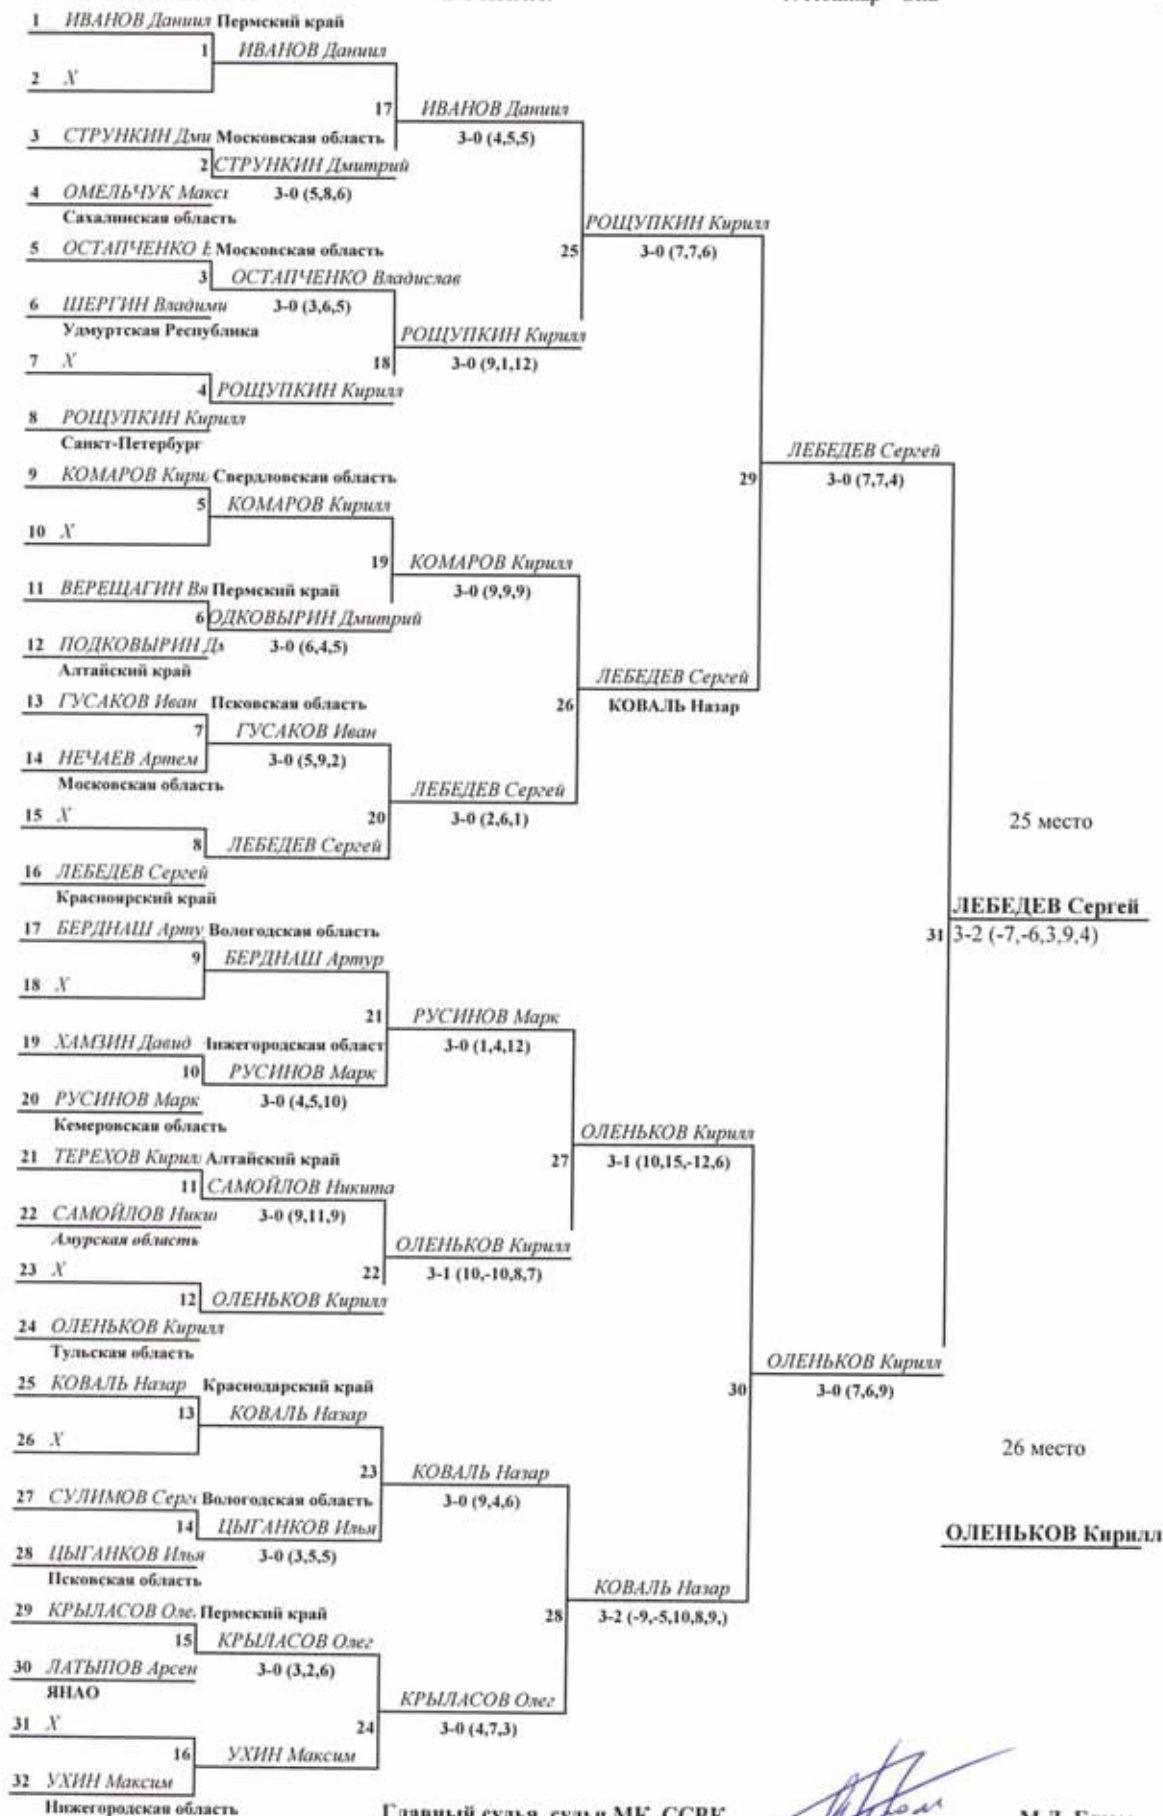 1 ИВАНОВ Даниил Пермский край
1 ИВАНОВ Даниил
2 X
17 ИВАНОВ Даниил
3 СТРУНКИН Дми Московская область 3-0 (4,5,5)
2 СТРУНКИН Дмитрий
4 ОМЕЛЬЧУК Макс 3-0 (5,8,6)
Сахалинская область
РОЩУПКИН Кирилл
5 ОСТАПЧЕНКО Московская область 25 3-0 (7,7,6)
3 ОСТАПЧЕНКО Владислав
6 ШЕРГИН Владими 3-0 (3,6,5)
Удмуртская Республика РОЩУПКИН Кирилл
7 X 18 3-0 (9,1,12)
4 РОЩУПКИН Кирилл
8 РОЩУПКИН Кирилл
Санкт-Петербург
ЛЕБЕДЕВ Сергей
9 КОМАРОВ Кири Свердловская область 29 3-0 (7,7,4)
5 КОМАРОВ Кирилл
10 X
19 КОМАРОВ Кирилл
11 ВЕРЕЩАГИН Вя Пермский край 3-0 (9,9,9)
6 ОДКОВЫРИН Дмитрий
12 ПОДКОВЫРИН Дм 3-0 (6,4,5)
Алтайский край
ЛЕБЕДЕВ Сергей
13 ГУСАКОВ Иван Псковская область 26 КОВАЛЬ Назар
7 ГУСАКОВ Иван
14 НЕЧАЕВ Артем 3-0 (5,9,2)
Московская область
ЛЕБЕДЕВ Сергей
15 X 20 3-0 (2,6,1) 25 место
8 ЛЕБЕДЕВ Сергей
16 ЛЕБЕДЕВ Сергей
Красноярский край
ЛЕБЕДЕВ Сергей
17 БЕРДНАШ Арту Вологодская область 31 3-2 (-7,-6,3,9,4)
9 БЕРДНАШ Артур
18 X
21 РУСИНОВ Марк
19 ХАМЗИН Давид Нижегородская област 3-0 (1,4,12)
10 РУСИНОВ Марк
20 РУСИНОВ Марк 3-0 (4,5,10)
Кемеровская область
ОЛЕНЬКОВ Кирилл
21 ТЕРЕХОВ Кирил Алтайский край 27 3-1 (10,15,-12,6)
11 САМОЙЛОВ Никита
22 САМОЙЛОВ Ники 3-0 (9,11,9)
Амурская область ОЛЕНЬКОВ Кирилл
23 X 22 3-1 (10,-10,8,7)
12 ОЛЕНЬКОВ Кирилл
24 ОЛЕНЬКОВ Кирилл
Тульская область
ОЛЕНЬКОВ Кирилл
25 КОВАЛЬ Назар Краснодарский край 30 3-0 (7,6,9)
13 КОВАЛЬ Назар
26 X 26 место
23 КОВАЛЬ Назар
27 СУЛИМОВ Серг Вологодская область 3-0 (9,4,6)
14 ЦЫГАНКОВ Илья ОЛЕНЬКОВ Кирилл
28 ЦЫГАНКОВ Илья 3-0 (3,5,5)
Псковская область
КОВАЛЬ Назар
29 КРЫЛАСОВ Оле Пермский край 28 3-2 (-9,-5,10,8,9,)
15 КРЫЛАСОВ Олег
30 ЛАТЫПОВ Арсен 3-0 (3,2,6)
ЯНАО КРЫЛАСОВ Олег
31 X 24 3-0 (4,7,3)
16 УХИН Максим
32 УХИН Максим
Нижегородская область Главный судья, судья МК, ССВК